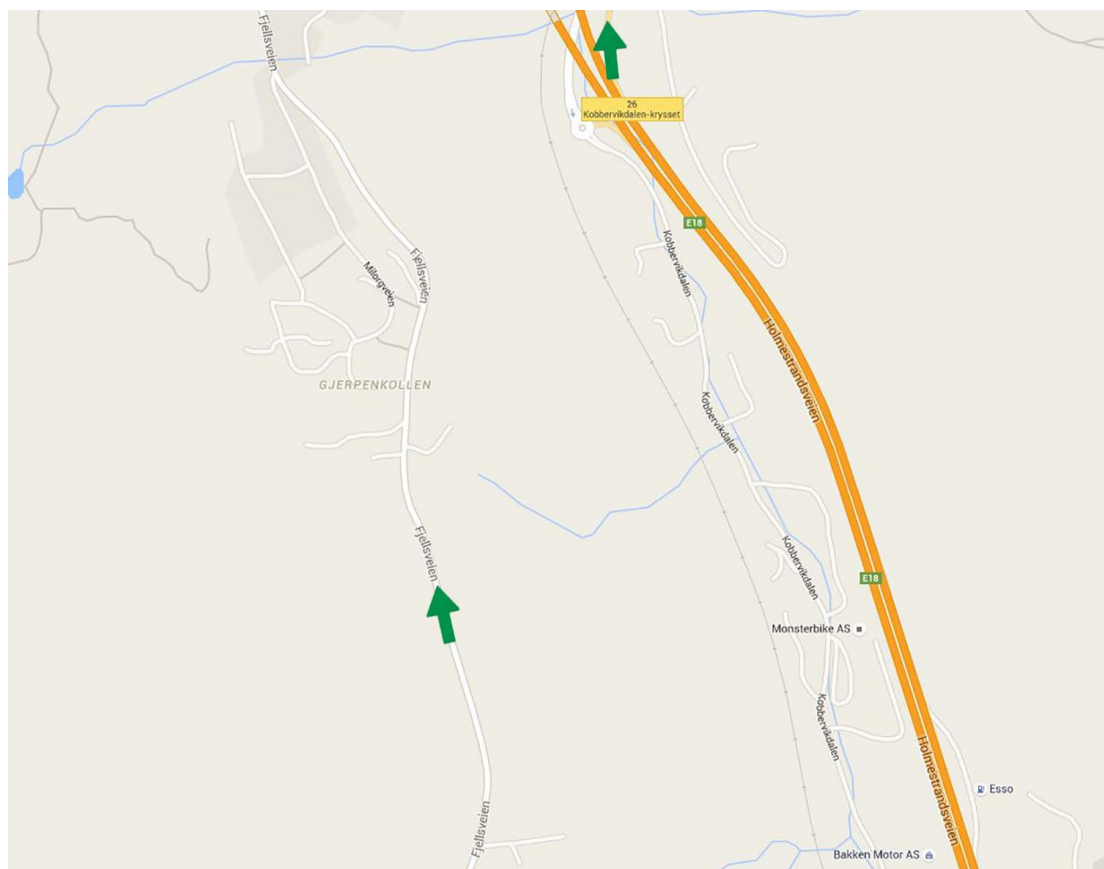 Fjellsveien
26
Kobbervikdalen-krysset
E18
Kobbervikdalen
Fjellsveien
Milorgveien
Holmestrandsveien
GJERPENKOLLEN
Kobbervikdalen
Fjellsveien
Kobbervikdalen
E18
Monsterbike AS
Kobbervikdalen
Holmestrandsveien
Esso
Fjellsveien
Bakken Motor AS